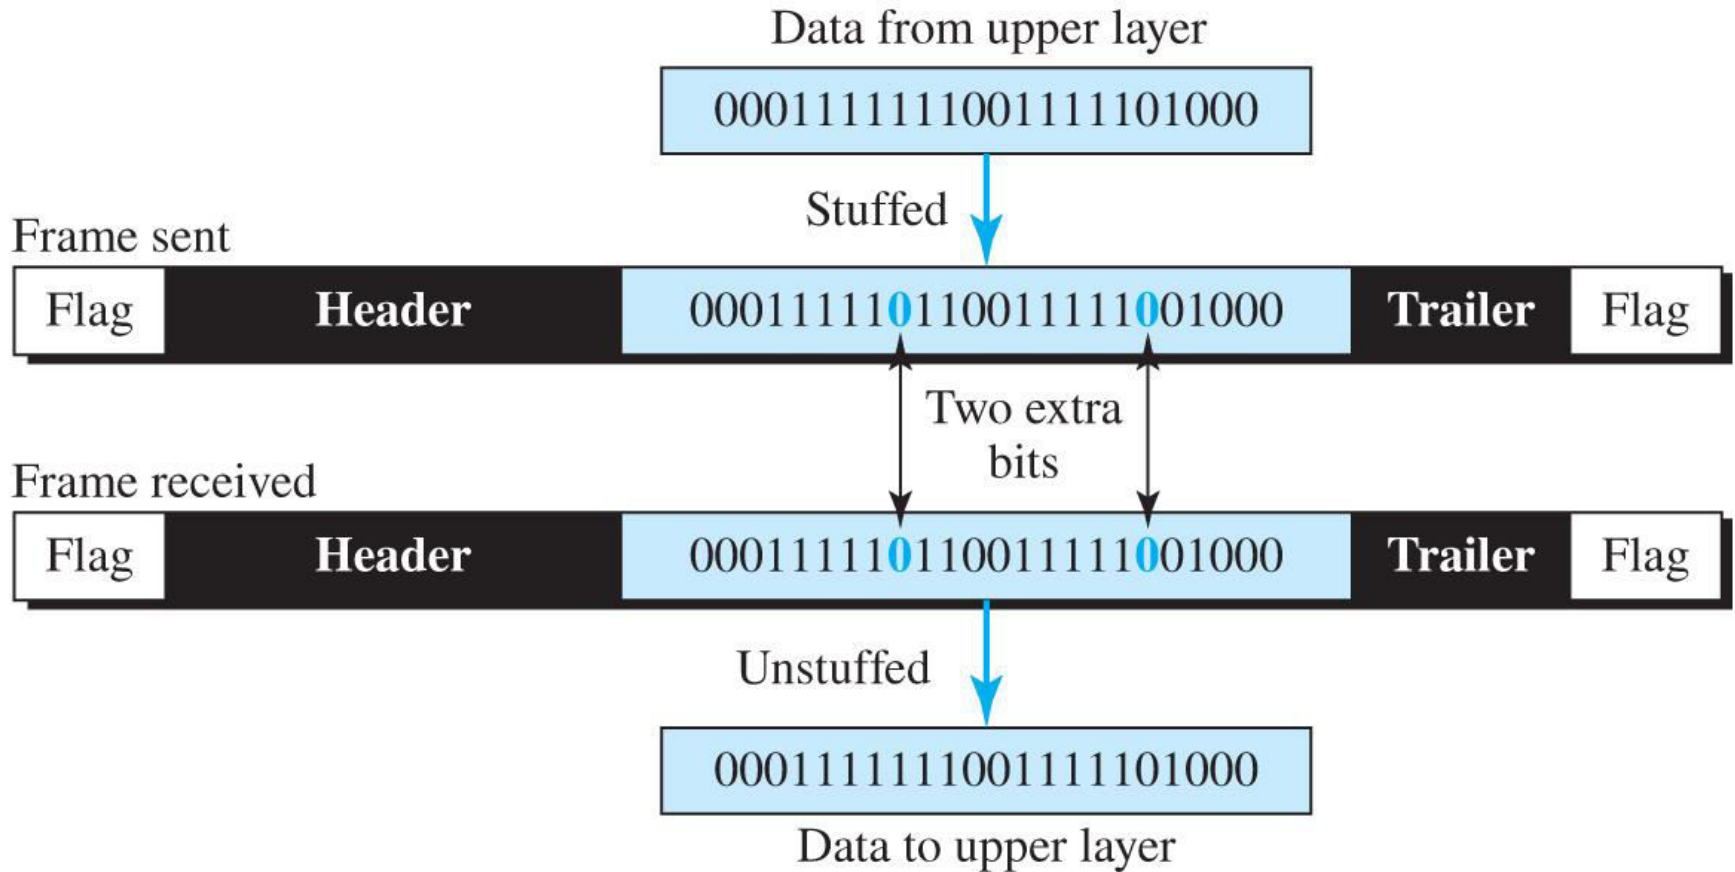 Data from upper layer
0001111111001111101000
Stuffed
Frame sent
Flag Header 000111110110011111001000 Trailer Flag
Two extra
bits
Frame received
Flag Header 000111110110011111001000 Trailer Flag
Unstuffed
0001111111001111101000
Data to upper layer